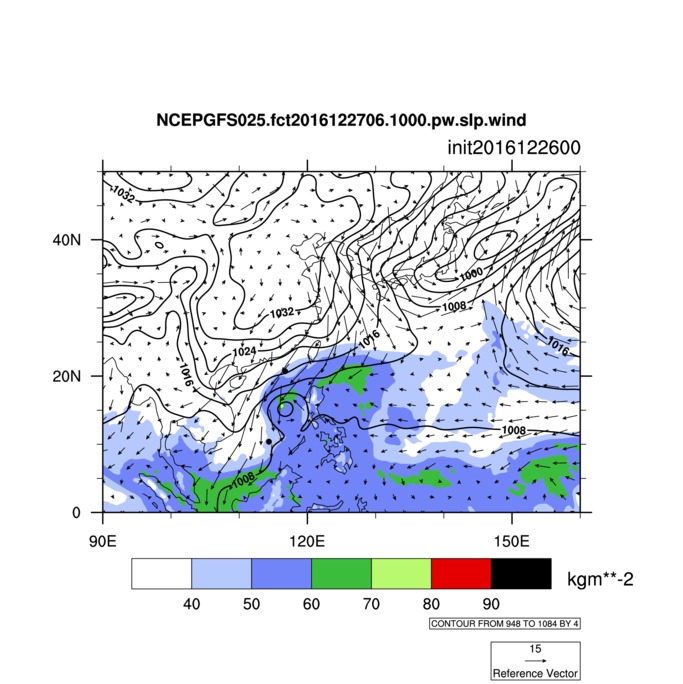 NCEPGFS025.fct2016122706.1000.pw.slp.wind
init2016122600
1032
40N
1000
1008
1032
1016
1024
1016
1016
20N
1008
1008
0
90E 120E 150E
kgm**-2
40 50 60 70 80 90
CONTOUR FROM 948 TO 1084 BY 4
15
Reference Vector